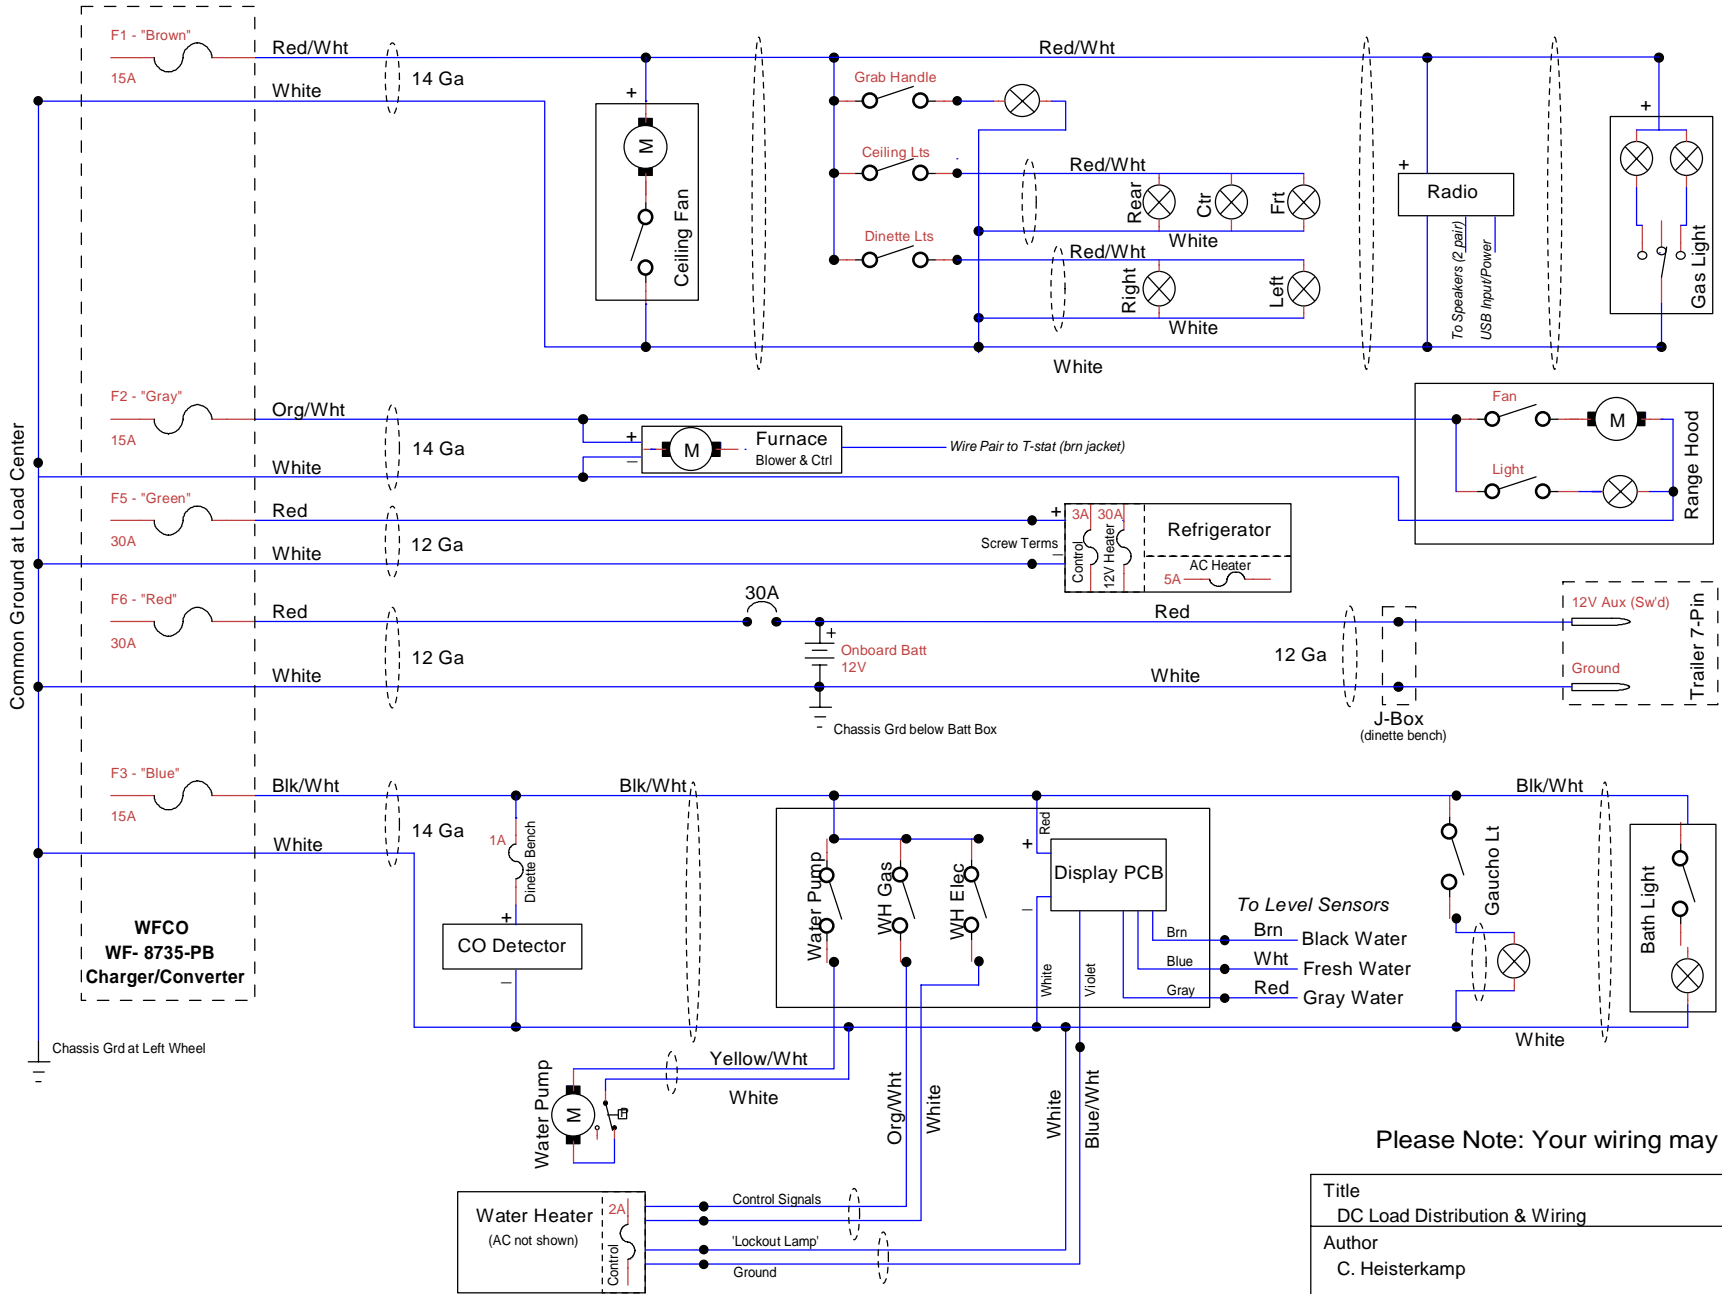 F1 - "Brown"
15A
Red/Wht
White
14 Ga
+
M
Ceiling Fan
Red/Wht
Grab Handle
Ceiling Lts
Dinette Lts
Red/Wht
Rear
Ctr
Frt
White
Red/Wht
Right
Left
White
White
+
Radio
To Speakers (2 pair)
USB Input/Power
+
Gas Light
Common Ground at Load Center
F2 - "Gray"
15A
Org/Wht
White
14 Ga
+
−
M
Furnace
Blower & Ctrl
Wire Pair to T-stat (brn jacket)
Fan
M
Light
Range Hood
F5 - "Green"
30A
Red
White
12 Ga
Screw Terms
+
−
3A
30A
Control
12V Heater
Refrigerator
AC Heater
5A
F6 - "Red"
30A
Red
White
12 Ga
30A
+
Onboard Batt
12V
Chassis Grd below Batt Box
Red
White
12 Ga
J-Box
(dinette bench)
12V Aux (Sw'd)
Ground
Trailer 7-Pin
F3 - "Blue"
15A
Blk/Wht
White
14 Ga
WFCO
WF- 8735-PB
Charger/Converter
Chassis Grd at Left Wheel
1A
Dinette Bench
+
CO Detector
−
Blk/Wht
Water Pump
WH Gas
WH Elec
Red
+
−
Display PCB
White
Violet
To Level Sensors
Brn
Brn
Black Water
Blue
Wht
Fresh Water
Gray
Red
Gray Water
Gaucho Lt
Blk/Wht
Bath Light
White
Yellow/Wht
White
Water Pump
M
P
Org/Wht
White
White
Blue/Wht
Water Heater
(AC not shown)
2A
Control
Control Signals
'Lockout Lamp'
Ground
Please Note: Your wiring may
Title
DC Load Distribution & Wiring
Author
C. Heisterkamp